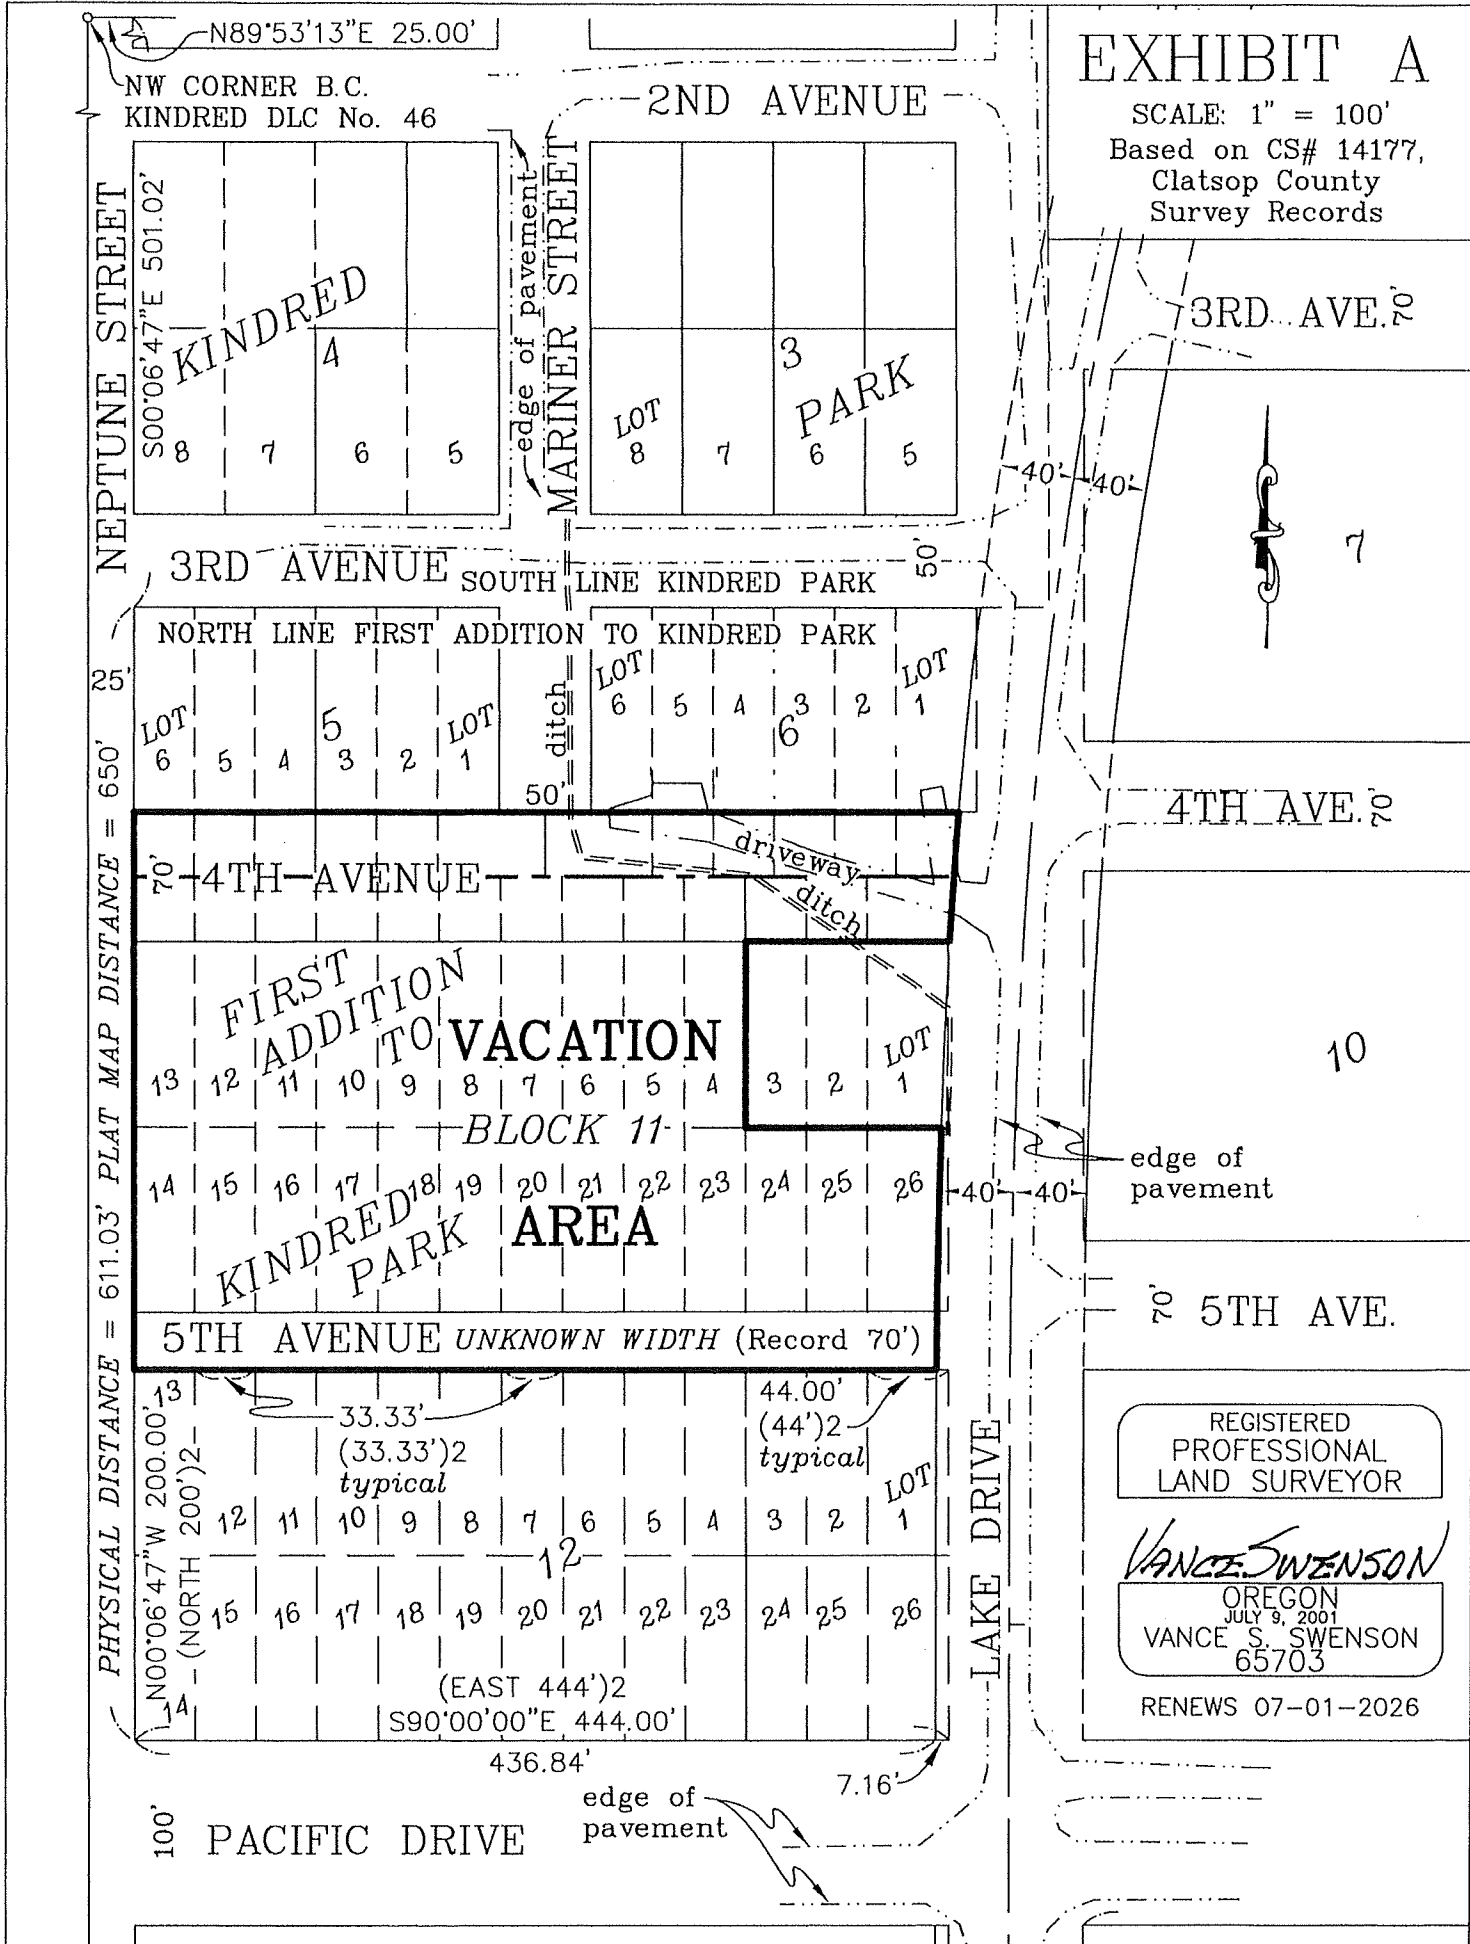 N89°53'13"E 25.00'
NW CORNER B.C.
KINDRED DLC No. 46
2ND AVENUE
EXHIBIT A
SCALE: 1" = 100'
Based on CS# 14177,
Clatsop County
Survey Records
NEPTUNE STREET
S00°06'47"E 501.02'
KINDRED
4
8 7 6 5
edge of pavement
MARINER STREET
3
PARK
LOT
8 7 6 5
3RD AVE. 70'
40' 40'
7
3RD AVENUE
50'
SOUTH LINE KINDRED PARK
NORTH LINE FIRST ADDITION TO KINDRED PARK
25'
LOT
6 5 4 3 2 1
LOT
5
ditch
50'
LOT
6 5 4 3 2 1
LOT
6
4TH AVE. 70'
70'
4TH AVENUE
driveway
ditch
FIRST
ADDITION
TO
VACATION
LOT
13 12 11 10 9 8 7 6 5 4 3 2 1
BLOCK 11
14 15 16 17 18 19 20 21 22 23 24 25 26
KINDRED
PARK
AREA
10
edge of
pavement
40' 40'
5TH AVENUE UNKNOWN WIDTH (Record 70')
70' 5TH AVE.
PHYSICAL DISTANCE = 611.03' PLAT MAP DISTANCE = 650'
13
33.33'
(33.33')2
typical
44.00'
(44')2
typical
N00°06'47"W 200.00'
(NORTH 200')2
LOT
12 11 10 9 8 7 6 5 4 3 2 1
12
15 16 17 18 19 20 21 22 23 24 25 26
14
(EAST 444')2
S90°00'00"E 444.00'
436.84'
7.16'
LAKE DRIVE
REGISTERED
PROFESSIONAL
LAND SURVEYOR
VANCE SWENSON
OREGON
JULY 9, 2001
VANCE S. SWENSON
65703
RENEWS 07-01-2026
edge of
pavement
100'
PACIFIC DRIVE